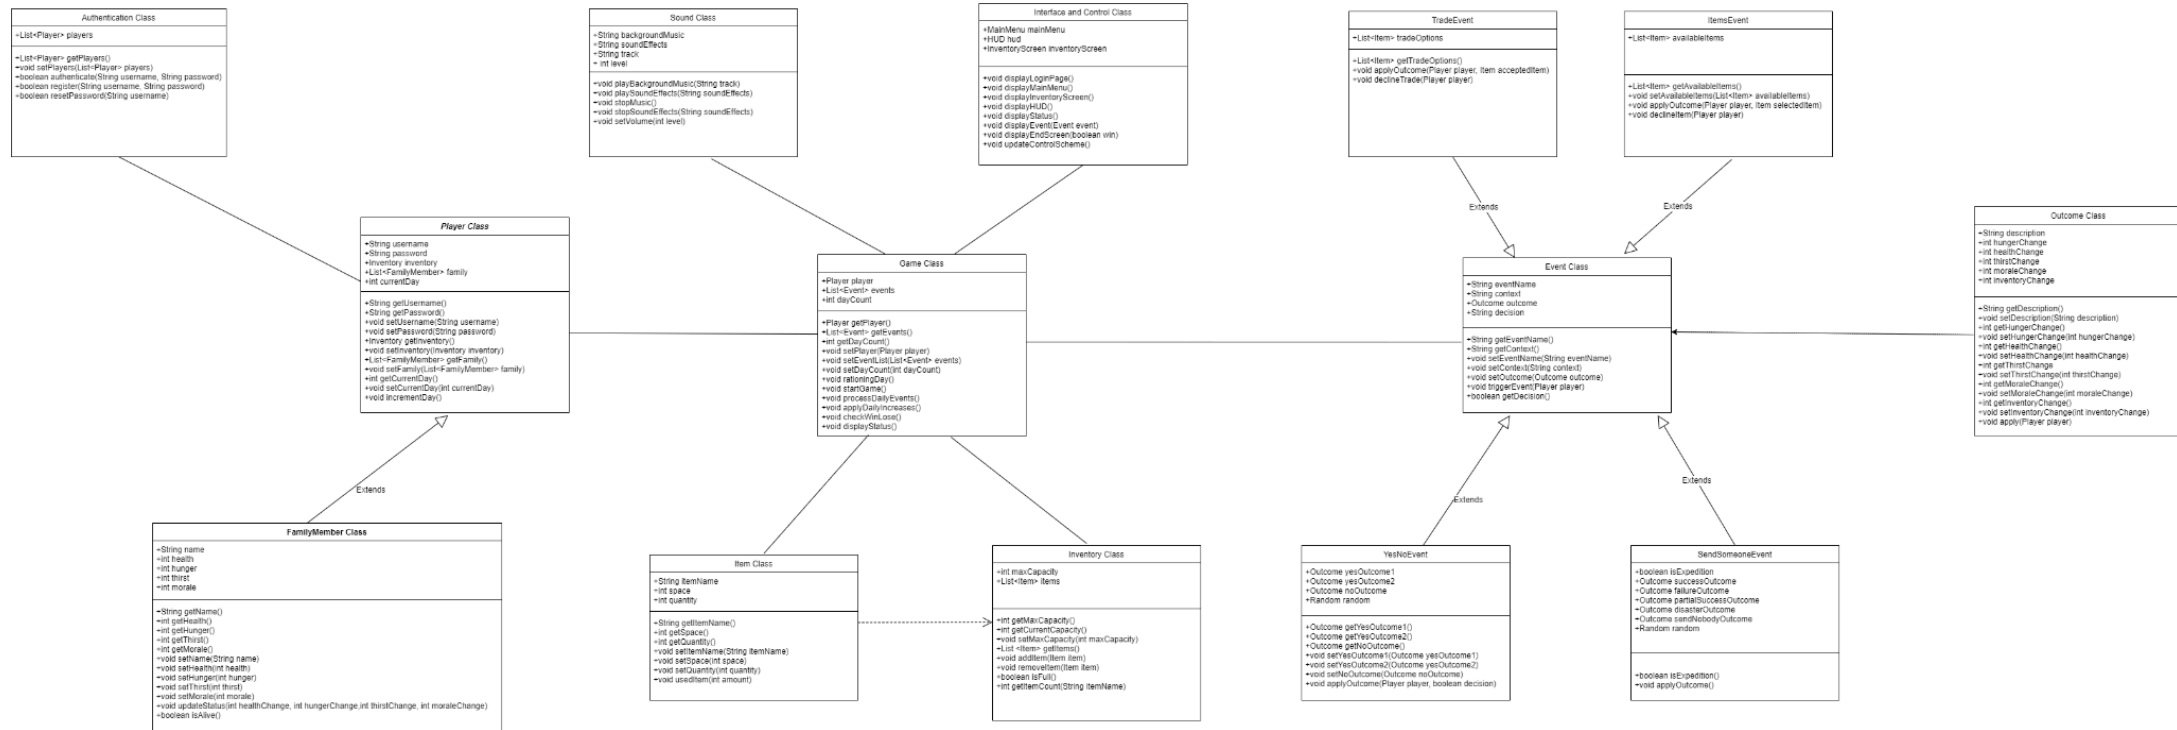 Authentication Class
+List<Player> players
+List<Player> getPlayers()
+void setPlayers(List<Player> players)
+boolean authenticate(String username, String password)
+boolean register(String username, String password)
+boolean resetPassword(String username)
Sound Class
+String backgroundMusic
+String soundEffects
+String track
+ int level
+void playBackgroundMusic(String track)
+void playSoundEffects(String soundEffects)
+void stopMusic()
+void stopSoundEffects(String soundEffects)
+void setVolume(int level)
Interface and Control Class
+MainMenu mainMenu
+HUD hud
+InventoryScreen inventoryScreen
+void displayLoginPage()
+void displayMainMenu()
+void displayInventoryScreen()
+void displayHUD()
+void displayStatus()
+void displayEvent(Event event)
+void displayEndScreen(boolean win)
+void updateControlScheme()
TradeEvent
+List<Item> tradeOptions
+List<Item> getTradeOptions()
+void applyOutcome(Player player, Item acceptedItem)
+void declineTrade(Player player)
ItemsEvent
+List<Item> availableItems
+List<Item> getAvailableItems()
+void setAvailableItems(List<Item> availableItems)
+void applyOutcome(Player player, Item selectedItem)
+void declineItem(Player player)
Extends
Extends
Player Class
+String username
+String password
+Inventory inventory
+List<FamilyMember> family
+int currentDay
+String getUsername()
+String getPassword()
+void setUsername(String username)
+void setPassword(String password)
+Inventory getInventory()
+void setInventory(Inventory inventory)
+List<FamilyMember> getFamily()
+void setFamily(List<FamilyMember> family)
+int getCurrentDay()
+void setCurrentDay(int currentDay)
+void incrementDay()
Game Class
+Player player
+List<Event> events
+int dayCount
+Player getPlayer()
+List<Event> getEvents()
+int getDayCount()
+void setPlayer(Player player)
+void setEventList(List<Event> events)
+void setDayCount(int dayCount)
+void rationingDay()
+void startGame()
+void processDailyEvents()
+void applyDailyIncreases()
+void checkWinLose()
+void displayStatus()
Event Class
+String eventName
+String context
+Outcome outcome
+String decision
+String getEventName()
+String getContext()
+void setEventName(String eventName)
+void setContext(String context)
+void setOutcome(Outcome outcome)
+void triggerEvent(Player player)
+boolean getDecision()
Outcome Class
+String description
+int hungerChange
+int healthChange
+int thirstChange
+int moraleChange
+int inventoryChange
+String getDescription()
+void setDescription(String description)
+int getHungerChange()
+void setHungerChange(int hungerChange)
+int getHealthChange()
+void setHealthChange(int healthChange)
+int getThirstChange
+void setThirstChange(int thirstChange)
+int getMoraleChange()
+void setMoraleChange(int moraleChange)
+int getInventoryChange()
+void setInventoryChange(int inventoryChange)
+void apply(Player player)
Extends
Extends
Extends
FamilyMember Class
+String name
+int health
+int hunger
+int thirst
+int morale
+String getName()
+int getHealth()
+int getHunger()
+int getThirst()
+int getMorale()
+void setName(String name)
+void setHealth(int health)
+void setHunger(int hunger)
+void setThirst(int thirst)
+void setMorale(int morale)
+void updateStatus(int healthChange, int hungerChange,int thirstChange, int moraleChange)
+boolean isAlive()
Item Class
+String itemName
+int space
+int quantity
+String getItemName()
+int getSpace()
+int getQuantity()
+void setItemName(String itemName)
+void setSpace(int space)
+void setQuantity(int quantity)
+void usedItem(int amount)
Inventory Class
+int maxCapacity
+List<Item> items
+int getMaxCapacity()
+int getCurrentCapacity()
+void setMaxCapacity(int maxCapacity)
+List <Item> getItems()
+void addItem(Item item)
+void removeItem(Item item)
+boolean isFull()
+int getItemCount(String itemName)
YesNoEvent
+Outcome yesOutcome1
+Outcome yesOutcome2
+Outcome noOutcome
+Random random
+Outcome getYesOutcome1()
+Outcome getYesOutcome2()
+Outcome getNoOutcome()
+void setYesOutcome1(Outcome yesOutcome1)
+void setYesOutcome2(Outcome yesOutcome2)
+void setNoOutcome(Outcome noOutcome)
+void applyOutcome(Player player, boolean decision)
SendSomeoneEvent
+boolean isExpedition
+Outcome successOutcome
+Outcome failureOutcome
+Outcome partialSuccessOutcome
+Outcome disasterOutcome
+Outcome sendNobodyOutcome
+Random random
+boolean isExpedition()
+void applyOutcome()